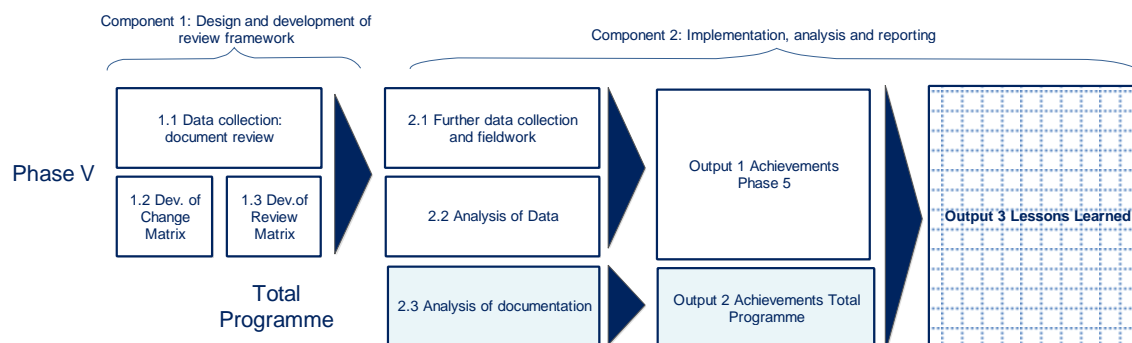 Component 1: Design and development of
review framework
Component 2: Implementation, analysis and reporting
Phase V
1.1 Data collection:
document review
1.2 Dev. of
Change
Matrix
1.3 Dev.of
Review
Matrix
2.1 Further data collection
and fieldwork
2.2 Analysis of Data
Output 1 Achievements
Phase 5
Output 3 Lessons Learned
Total
Programme
2.3 Analysis of documentation
Output 2 Achievements Total
Programme